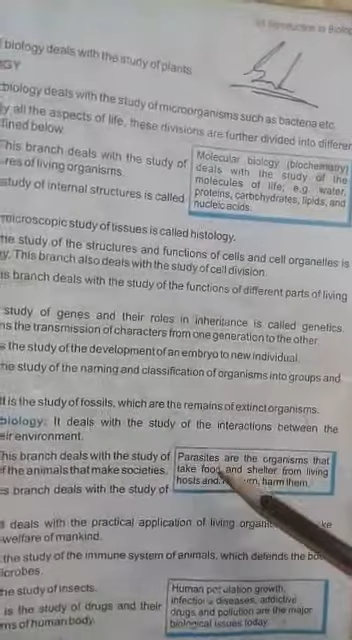 01 Introduction to Biology
biology deals with the study of plants
GY
biology deals with the study of microorganisms such as bacteria etc.
y all the aspects of life, these divisions are further divided into differen
fined below.
his branch deals with the study of
res of living organisms.
study of internal structures is called
Molecular biology (biochemistry)
deals with the study of the
molecules of life; e.g. water,
proteins, carbohydrates, lipids, and
nucleic acids.
microscopic study of tissues is called histology.
he study of the structures and functions of cells and cell organelles is
gy. This branch also deals with the study of cell division.
is branch deals with the study of the functions of different parts of living
study of genes and their roles in inheritance is called genetics.
ns the transmission of characters from one generation to the other.
s the study of the development of an embryo to new individual.
he study of the naming and classification of organisms into groups and
It is the study of fossils, which are the remains of extinct organisms.
biology: It deals with the study of the interactions between the
eir environment.
his branch deals with the study of
f the animals that make societies.
es branch deals with the study of
Parasites are the organisms that
take food and shelter from living
hosts and, harm them.
s deals with the practical application of living
welfare of mankind.
the study of the immune system of animals, which defends the
icrobes.
he study of insects.
is the study of drugs and their
ms of human body.
Human population growth,
infectious diseases, addictive
drugs and pollution are the major
biological issues today.